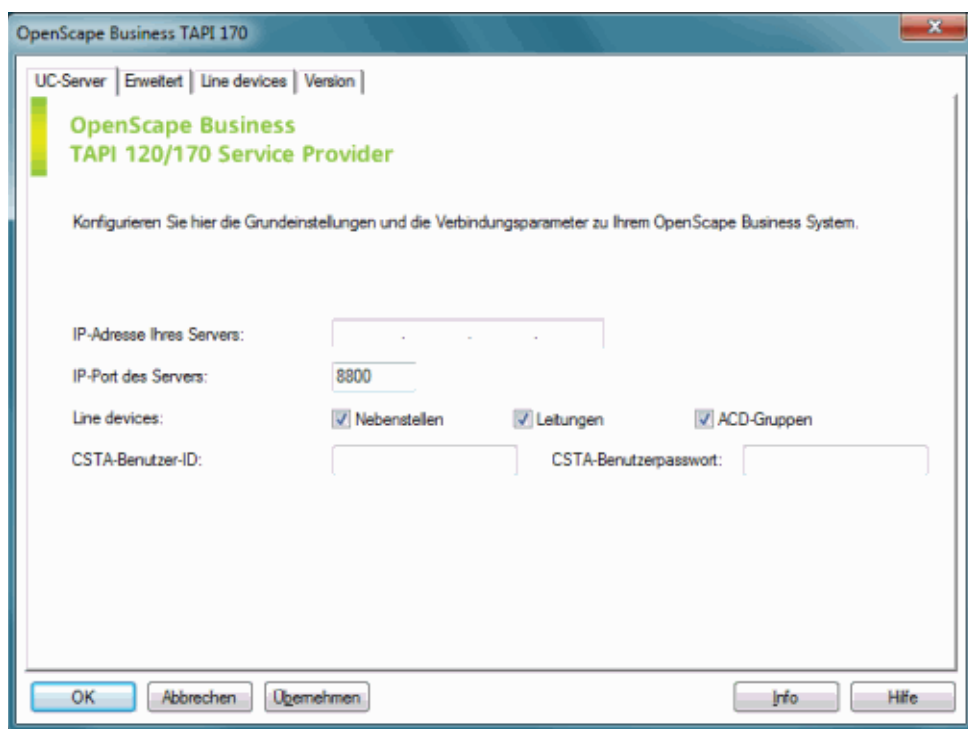 OpenScape Business TAPI 170
UC-Server Erweitert Line devices Version
OpenScape Business
TAPI 120/170 Service Provider
Konfigurieren Sie hier die Grundeinstellungen und die Verbindungsparameter zu Ihrem OpenScape Business System.
IP-Adresse Ihres Servers:
IP-Port des Servers: 8800
Line devices: Nebenstellen Leitungen ACD-Gruppen
CSTA-Benutzer-ID: CSTA-Benutzerpasswort:
OK Abbrechen Übernehmen Info Hilfe